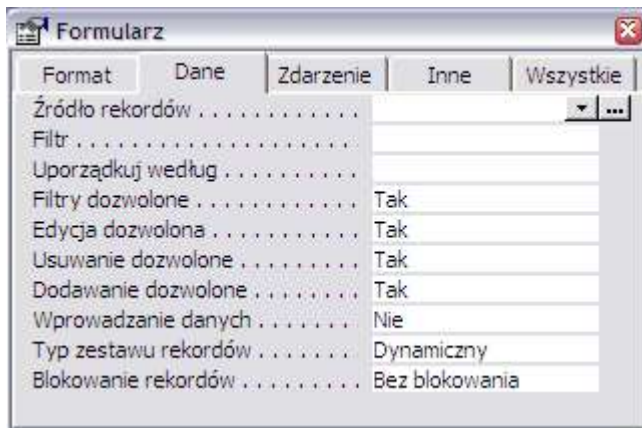 Formularz
Format Dane Zdarzenie Inne Wszystkie
Źródło rekordów . . . . . . . . . . . . ...
Filtr . . . . . . . . . . . . . . . . . . . .
Uporządkuj według . . . . . . . . . .
Filtry dozwolone . . . . . . . . . . . Tak
Edycja dozwolona . . . . . . . . . . . Tak
Usuwanie dozwolone . . . . . . . . . Tak
Dodawanie dozwolone . . . . . . . . Tak
Wprowadzanie danych . . . . . . . Nie
Typ zestawu rekordów . . . . . . . Dynamiczny
Blokowanie rekordów . . . . . . . . . Bez blokowania